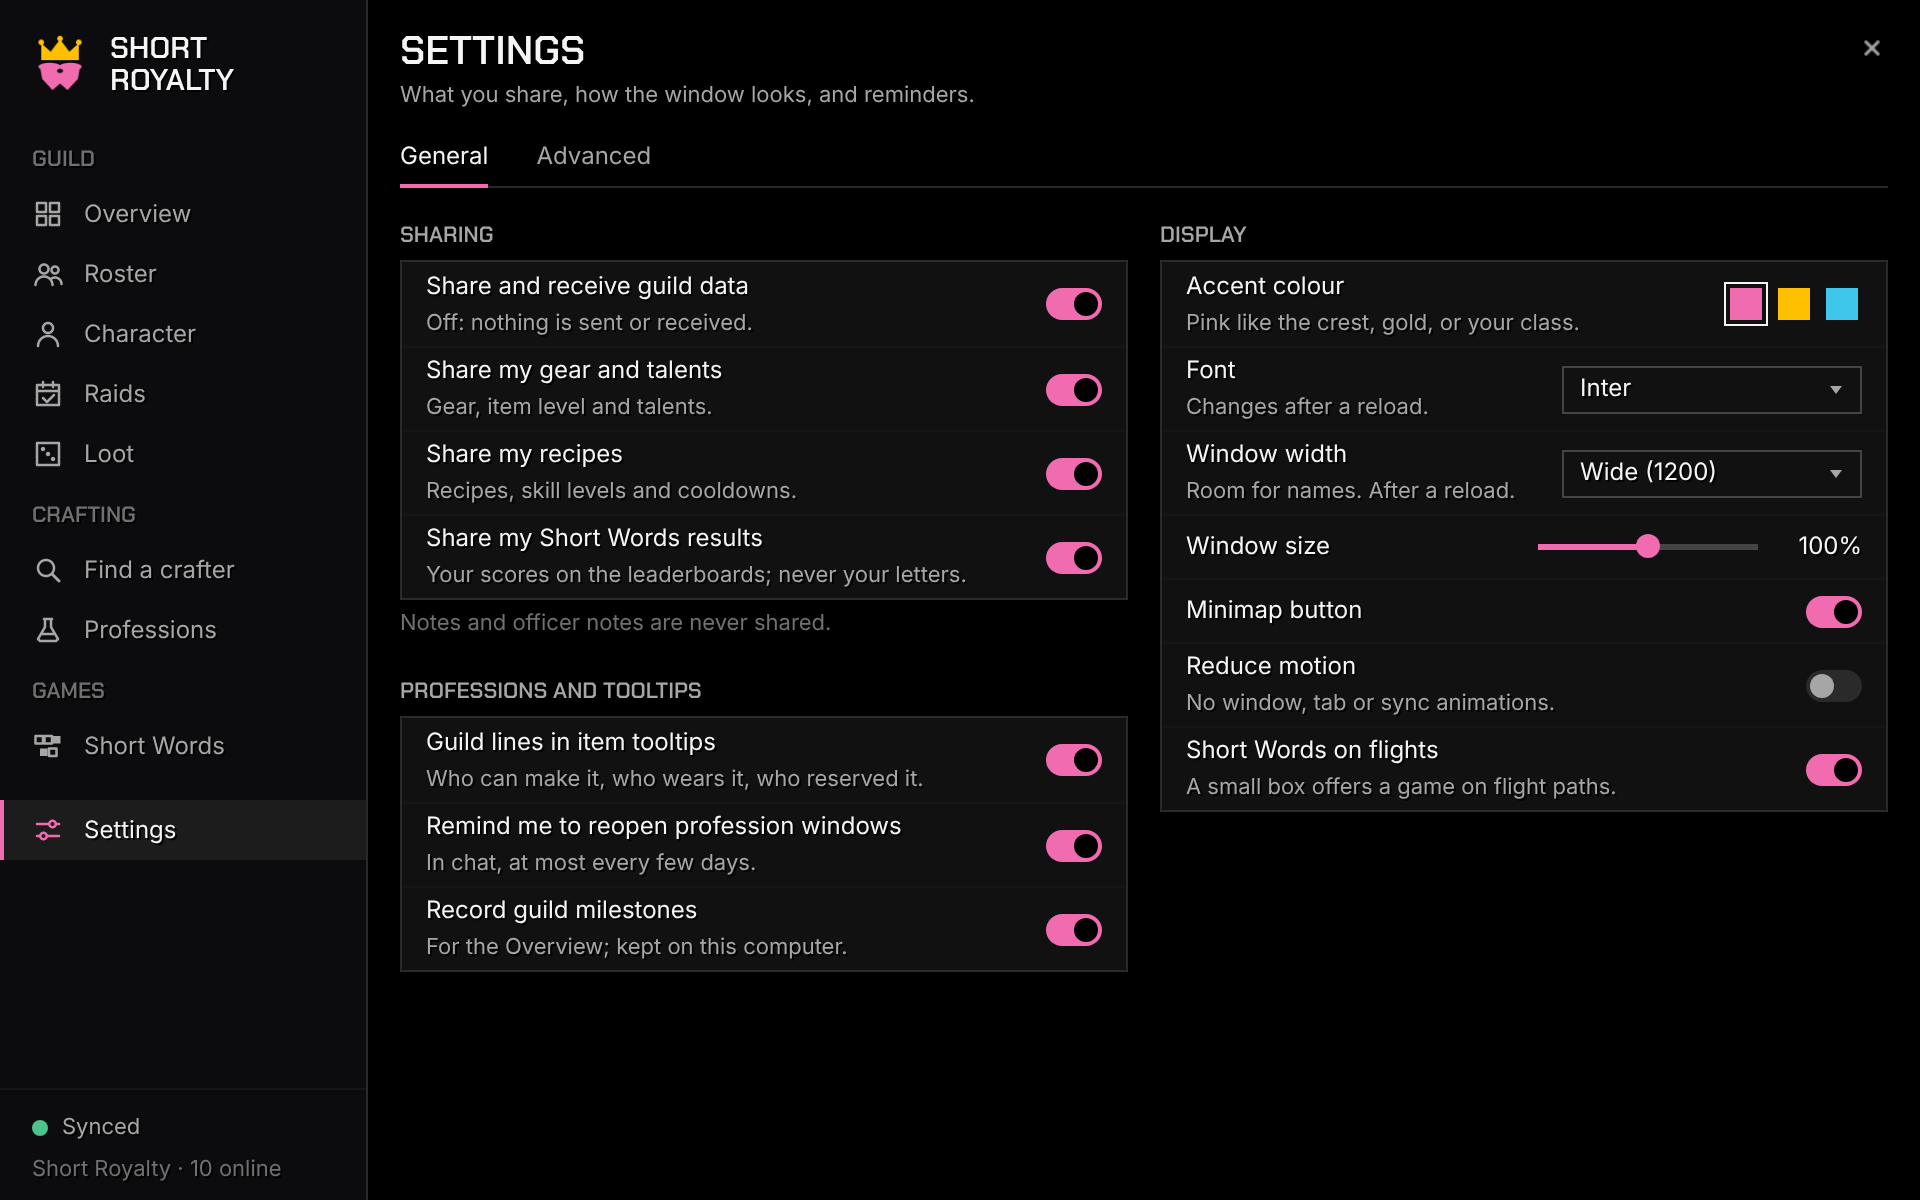 SHORT
ROYALTY
GUILD
Overview
Roster
Character
Raids
Loot
CRAFTING
Find a crafter
Professions
GAMES
Short Words
Settings
Synced
Short Royalty · 10 online
SETTINGS
What you share, how the window looks, and reminders.
General
Advanced
SHARING
Share and receive guild data
Off: nothing is sent or received.
Share my gear and talents
Gear, item level and talents.
Share my recipes
Recipes, skill levels and cooldowns.
Share my Short Words results
Your scores on the leaderboards; never your letters.
Notes and officer notes are never shared.
PROFESSIONS AND TOOLTIPS
Guild lines in item tooltips
Who can make it, who wears it, who reserved it.
Remind me to reopen profession windows
In chat, at most every few days.
Record guild milestones
For the Overview; kept on this computer.
DISPLAY
Accent colour
Pink like the crest, gold, or your class.
Font
Changes after a reload.
Inter
Window width
Room for names. After a reload.
Wide (1200)
Window size
100%
Minimap button
Reduce motion
No window, tab or sync animations.
Short Words on flights
A small box offers a game on flight paths.